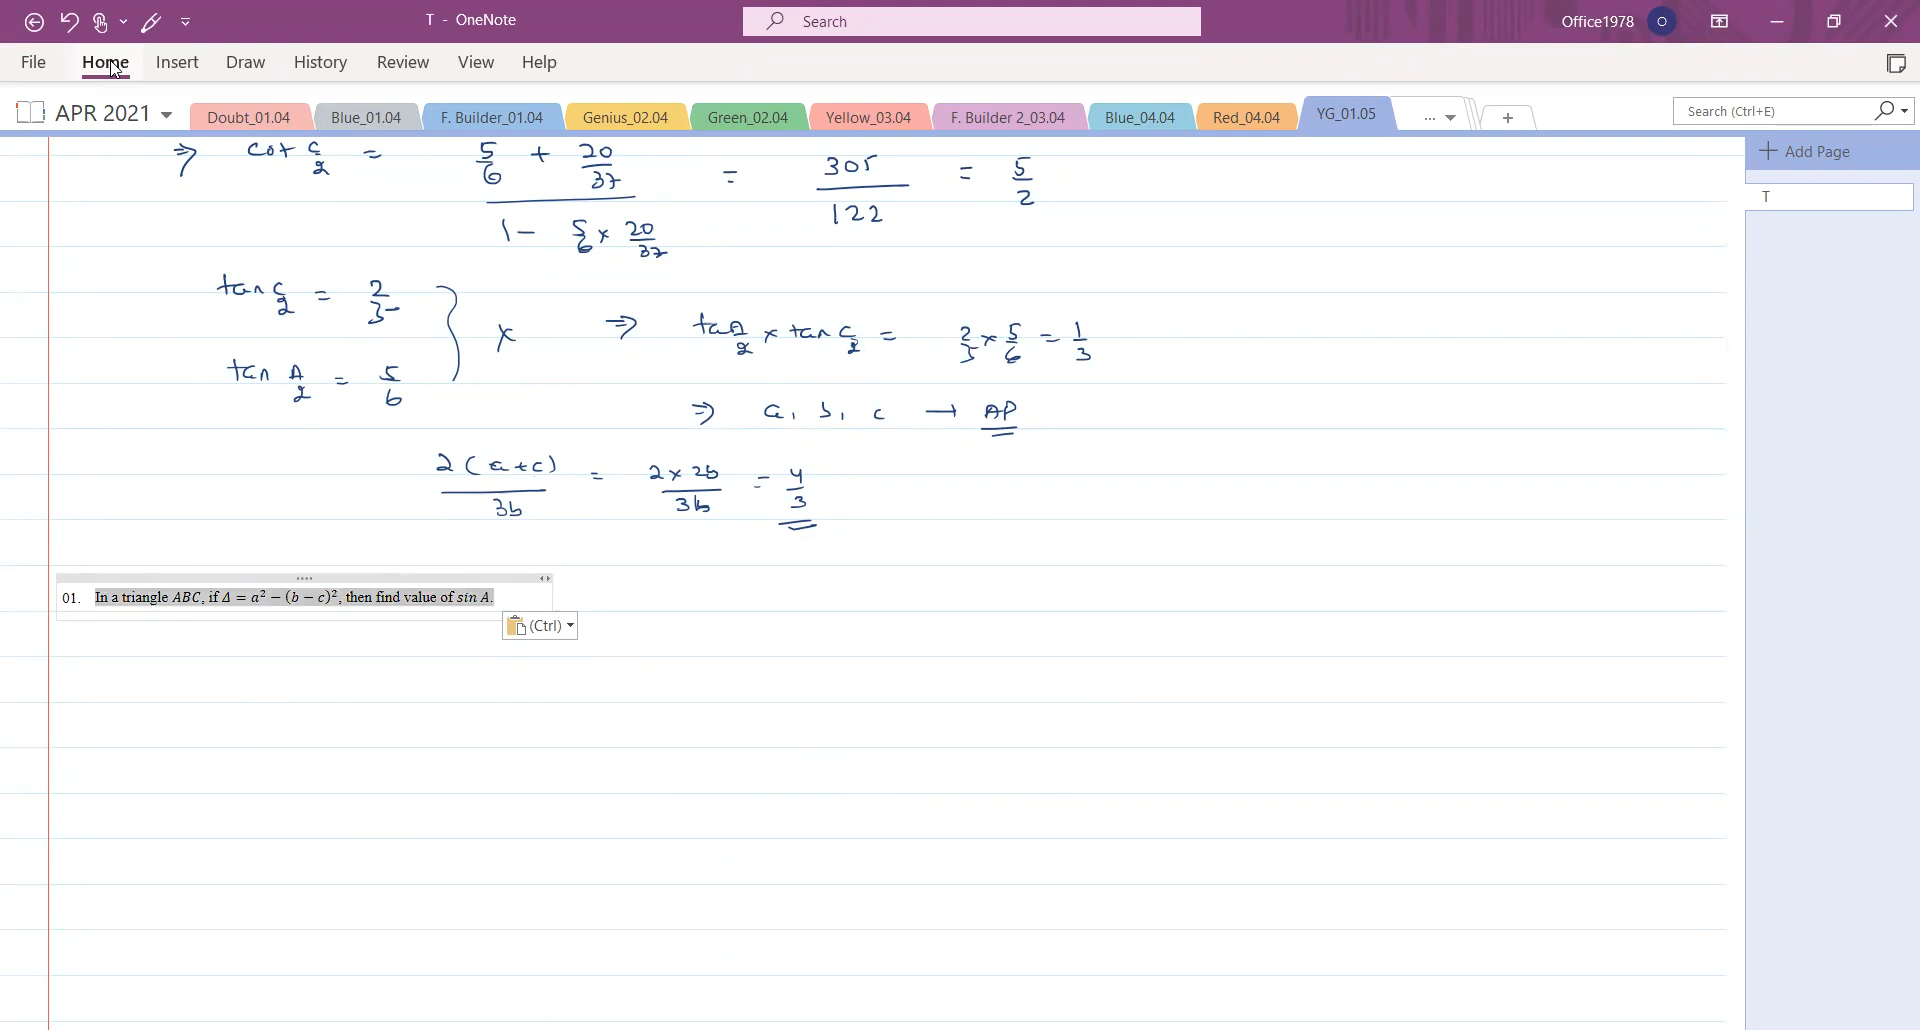 T - OneNote
Search
Office1978
O
File Home Insert Draw History Review View Help
APR 2021
Doubt_01.04 Blue_01.04 F. Builder_01.04 Genius_02.04 Green_02.04 Yellow_03.04 F. Builder 2_03.04 Blue_04.04 Red_04.04 YG_01.05 ... +
Search (Ctrl+E)
Add Page
T
⇒ cot C/2 = (5/6 + 20/37)/(1 - 5/6 × 20/37) = 305/122 = 5/2
tan C/2 = 2/5
tan A/2 = 5/6
} × ⇒ tan A/2 × tan C/2 = 2/5 × 5/6 = 1/3
⇒ a, b, c → AP
2(a+c)/3b = 2×2b/3b = 4/3
01. In a triangle ABC, if Δ = a² − (b − c)², then find value of sin A.
(Ctrl)